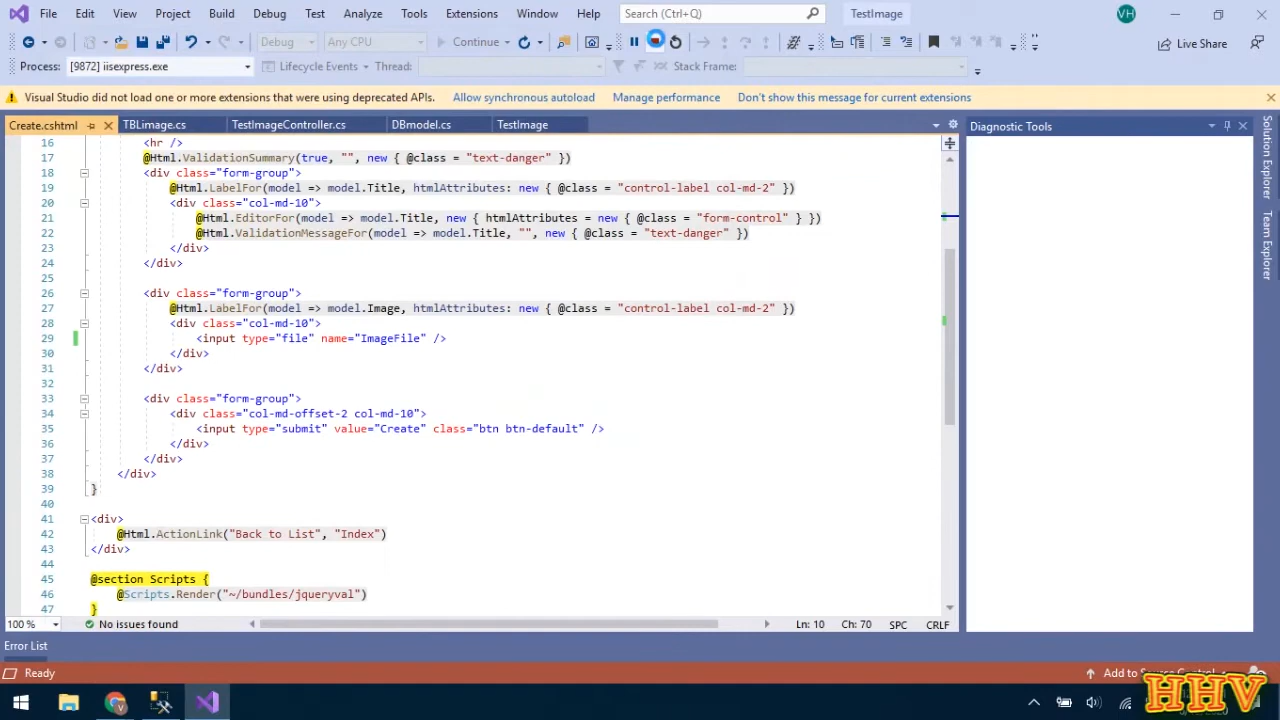 File Edit View Project Build Debug Test Analyze Tools Extensions Window Help Search (Ctrl+Q) TestImage VH
Debug Any CPU Continue Live Share
Process: [9872] iisexpress.exe Lifecycle Events Thread: Stack Frame:
Visual Studio did not load one or more extensions that were using deprecated APIs. Allow synchronous autoload Manage performance Don't show this message for current extensions
Create.cshtml TBLimage.cs TestImageController.cs DBmodel.cs TestImage Diagnostic Tools
16 <hr />
17 @Html.ValidationSummary(true, "", new { @class = "text-danger" })
18 <div class="form-group">
19 @Html.LabelFor(model => model.Title, htmlAttributes: new { @class = "control-label col-md-2" })
20 <div class="col-md-10">
21 @Html.EditorFor(model => model.Title, new { htmlAttributes = new { @class = "form-control" } })
22 @Html.ValidationMessageFor(model => model.Title, "", new { @class = "text-danger" })
23 </div>
24 </div>
25
26 <div class="form-group">
27 @Html.LabelFor(model => model.Image, htmlAttributes: new { @class = "control-label col-md-2" })
28 <div class="col-md-10">
29 <input type="file" name="ImageFile" />
30 </div>
31 </div>
32
33 <div class="form-group">
34 <div class="col-md-offset-2 col-md-10">
35 <input type="submit" value="Create" class="btn btn-default" />
36 </div>
37 </div>
38 </div>
39 }
40
41 <div>
42 @Html.ActionLink("Back to List", "Index")
43 </div>
44
45 @section Scripts {
46 @Scripts.Render("~/bundles/jqueryval")
47 }
Solution Explorer
Team Explorer
100 % No issues found Ln: 10 Ch: 70 SPC CRLF
Error List
Ready Add to Source Control
HHV